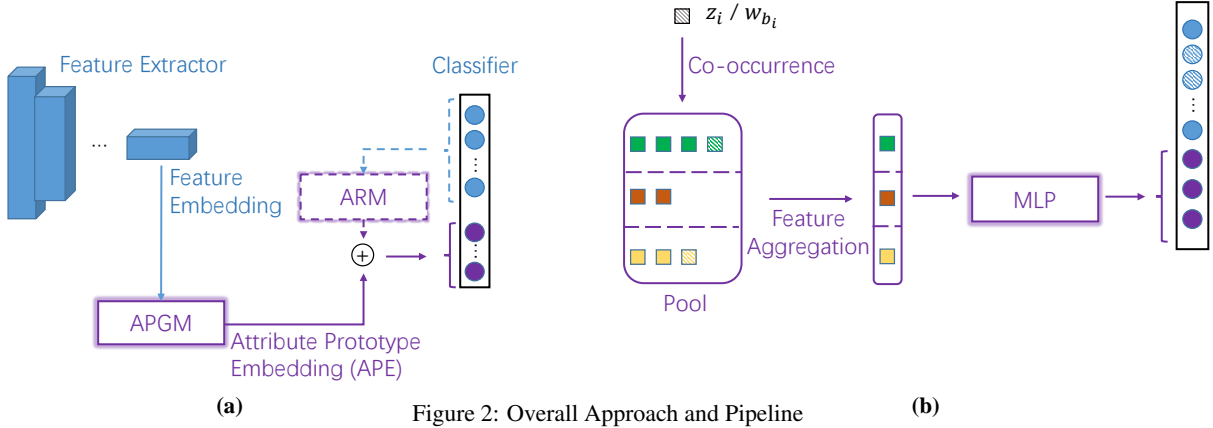 Feature Extractor
...
Feature
Embedding
APGM
Attribute Prototype
Embedding (APE)
ARM
+
Classifier
...
...
(a)
z_i / w_{b_i}
Co-occurrence
Pool
Feature
Aggregation
MLP
...
(b)
Figure 2: Overall Approach and Pipeline